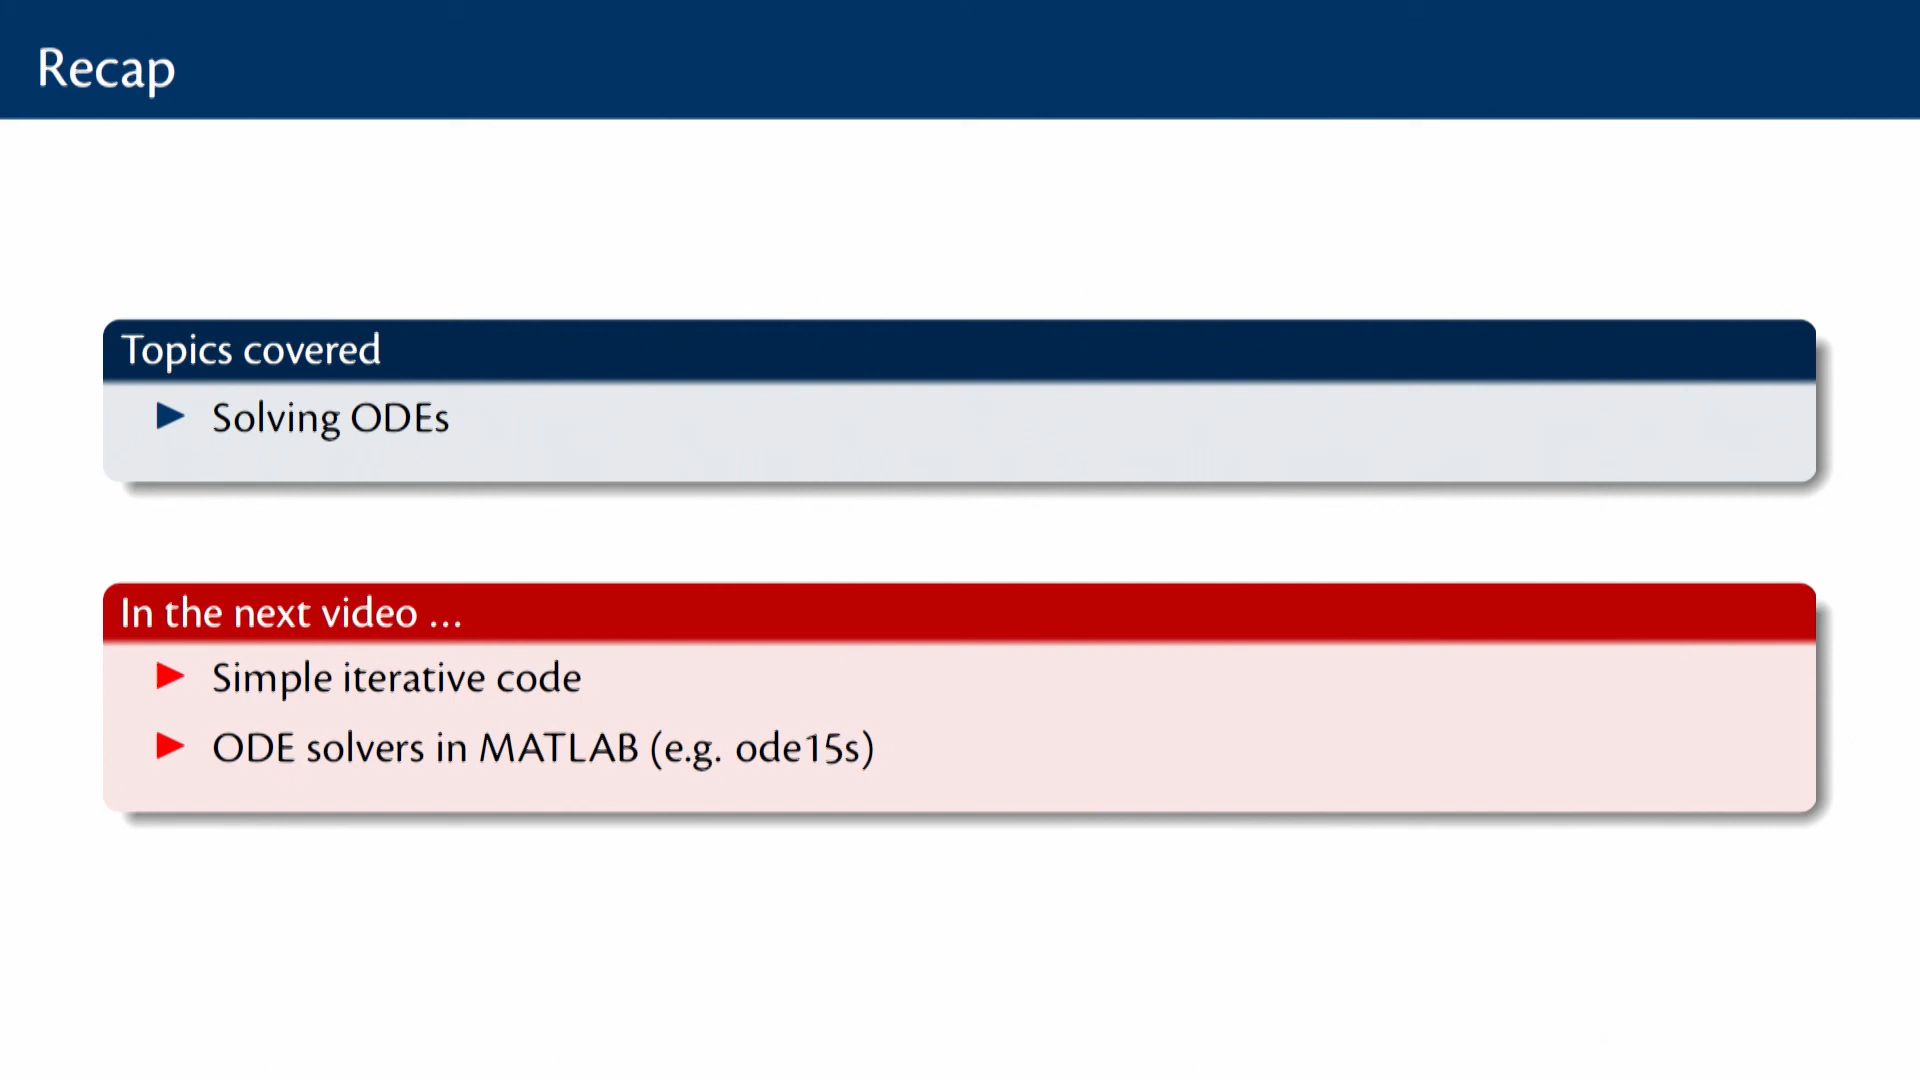 Recap
Topics covered
Solving ODEs
In the next video ...
Simple iterative code
ODE solvers in MATLAB (e.g. ode15s)